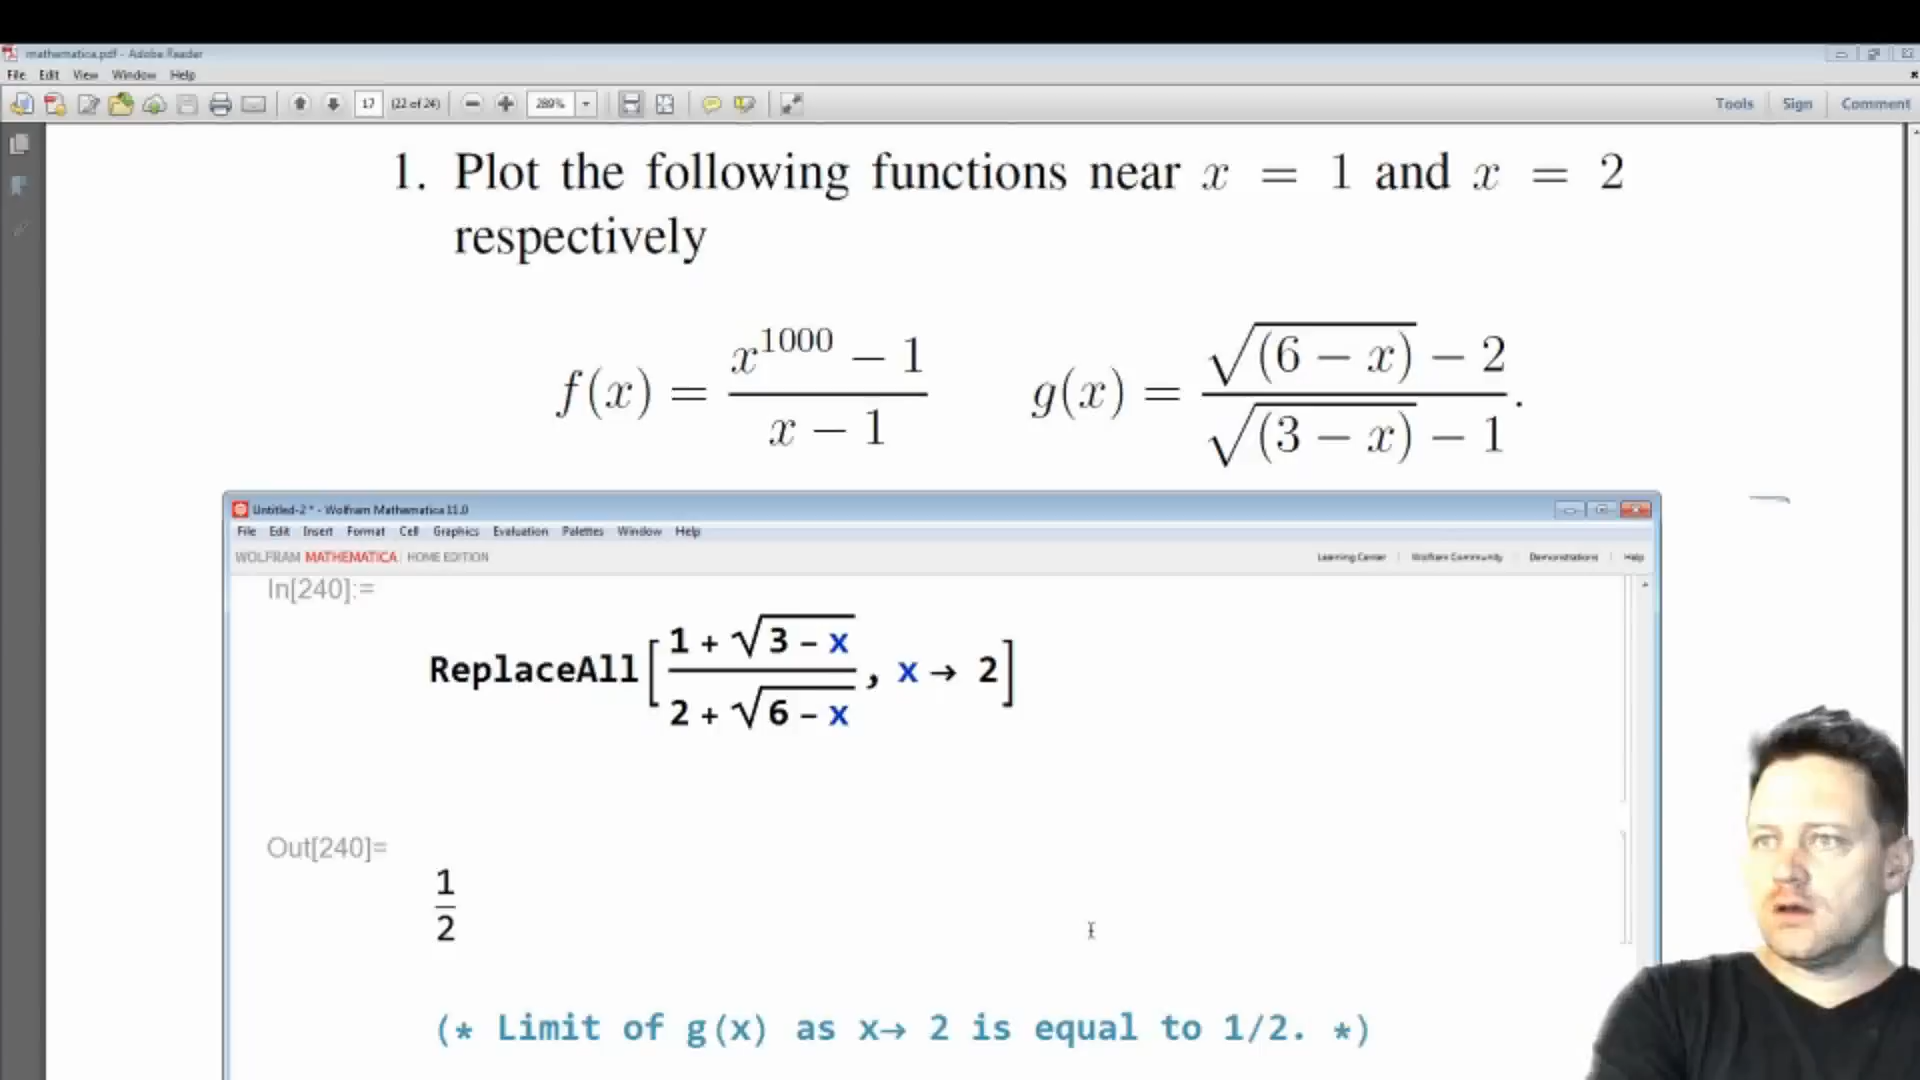 mathematica.pdf - Adobe Reader
File Edit View Window Help
17 (22 of 24) 289% Tools Sign Comment
1. Plot the following functions near x = 1 and x = 2
respectively
f(x) = \frac{x^{1000} − 1}{x − 1} g(x) = \frac{√(6 − x) − 2}{√(3 − x) − 1}.
Untitled-2 * - Wolfram Mathematica 11.0
File Edit Insert Format Cell Graphics Evaluation Palettes Window Help
WOLFRAM MATHEMATICA | HOME EDITION Learning Center | Wolfram Community | Demonstrations | Help
In[240]:=
ReplaceAll[\frac{1 + √(3 − x)}{2 + √(6 − x)}, x → 2]
Out[240]=
1
2
(* Limit of g(x) as x→ 2 is equal to 1/2. *)